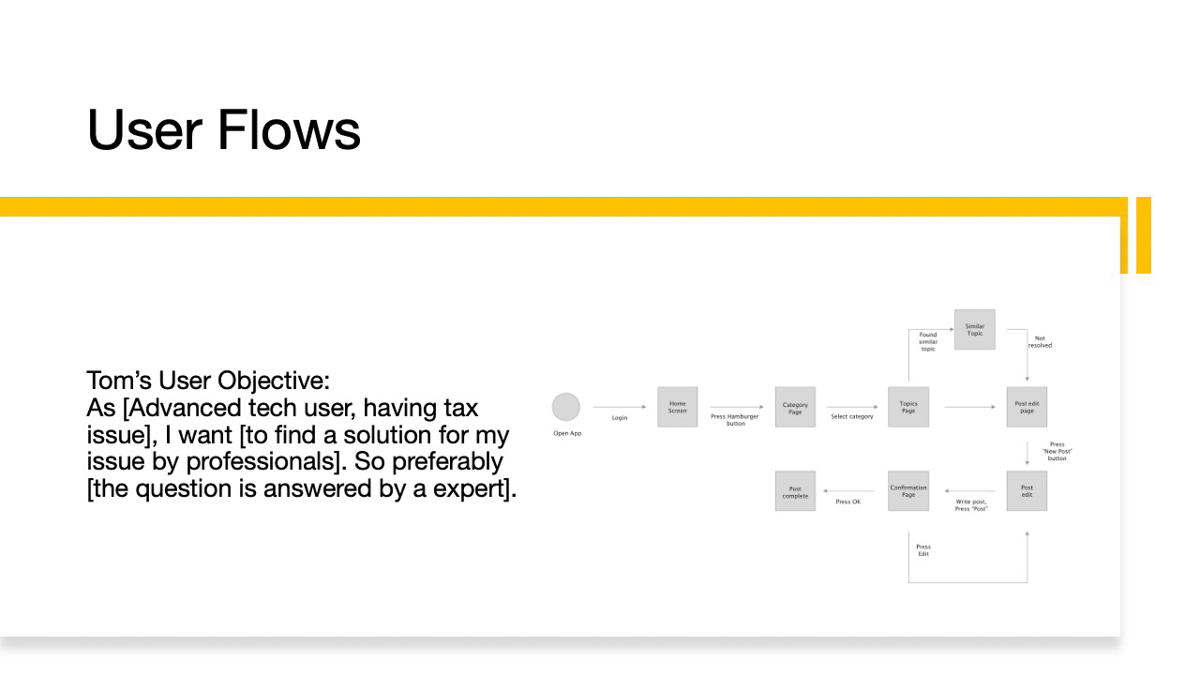 User Flows
Tom’s User Objective:
As [Advanced tech user, having tax
issue], I want [to find a solution for my
issue by professionals]. So preferably
[the question is answered by a expert].
Open App
Login
Home
Screen
Press Hamburger
button
Category
Page
Select category
Topics
Page
Found
similar
topic
Similar
Topic
Not
resolved
Post edit
page
Press
"New Post"
button
Post
edit
Write post,
Press "Post"
Confirmation
Page
Press OK
Post
complete
Press
Edit